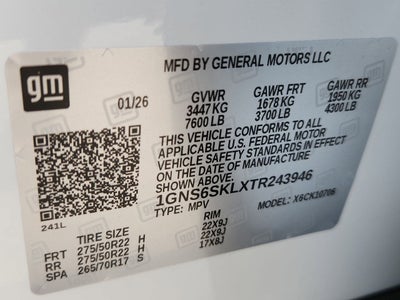 gm
MFD BY GENERAL MOTORS LLC
01/26 GVWR GAWR FRT GAWR RR
3447 KG 1678 KG 1950 KG
7600 LB 3700 LB 4300 LB
THIS VEHICLE CONFORMS TO ALL
APPLICABLE U.S. FEDERAL MOTOR
VEHICLE SAFETY STANDARDS IN EFFECT
ON THE DATE OF MANUFACTURE
SHOWN ABOVE.
1GNS6SKLXTR243946
TYPE: MPV MODEL: X6CK10706
241L
TIRE SIZE RIM
FRT 275/50R22 H 22X9J
RR 275/50R22 H 22X9J
SPA 265/70R17 S 17X8J